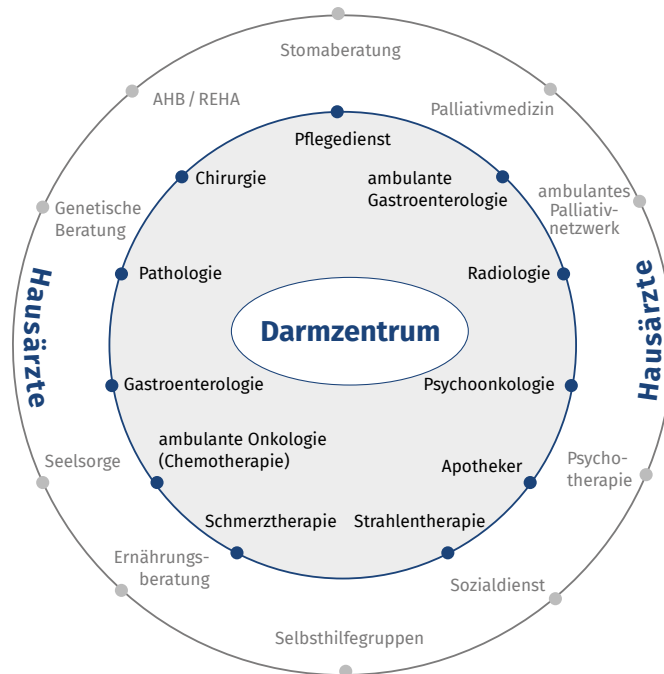 Stomaberatung
AHB / REHA
Palliativmedizin
Pflegedienst
Chirurgie
ambulante
Gastroenterologie
ambulantes
Palliativ-
netzwerk
Genetische
Beratung
Pathologie
Radiologie
Hausärzte
Darmzentrum
Hausärzte
Gastroenterologie
Psychoonkologie
ambulante Onkologie
(Chemotherapie)
Seelsorge
Apotheker
Psycho-
therapie
Schmerztherapie
Strahlentherapie
Ernährungs-
beratung
Sozialdienst
Selbsthilfegruppen